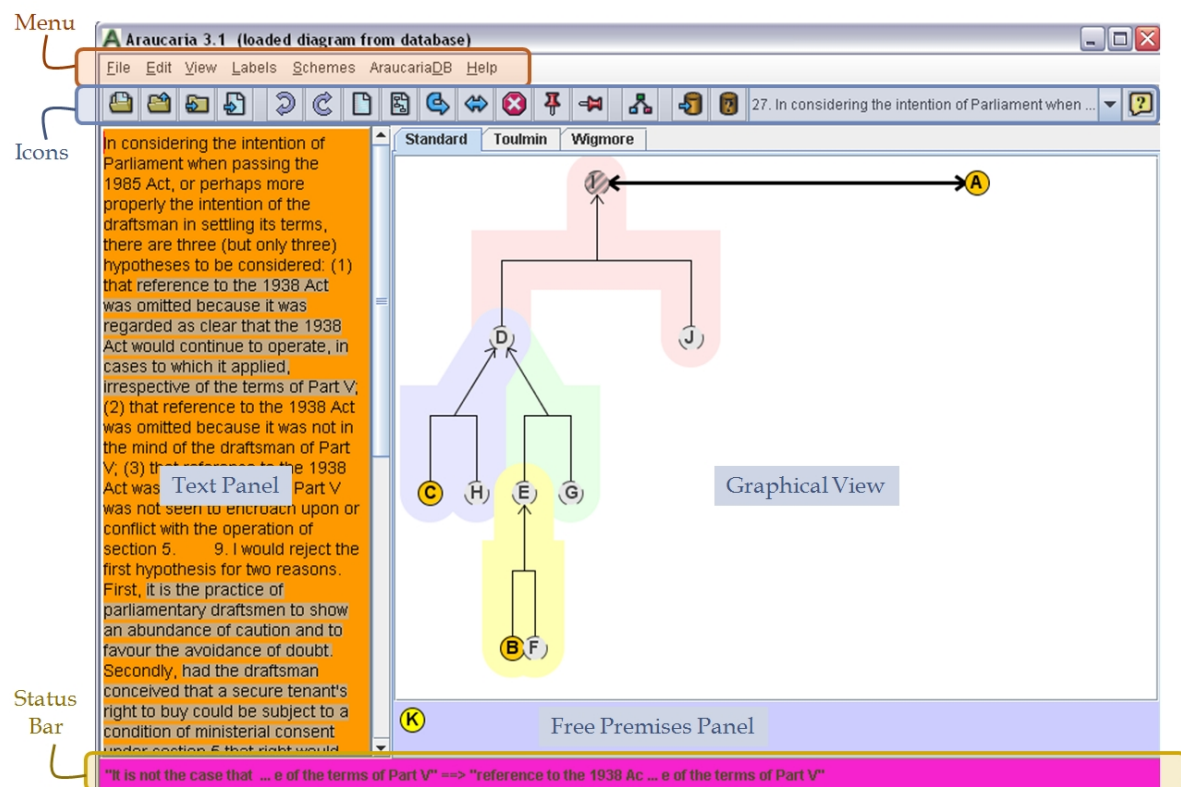 Menu
Araucaria 3.1 (loaded diagram from database)
File Edit View Labels Schemes AraucariaDB Help
27. In considering the intention of Parliament when ...
Icons
In considering the intention of
Parliament when passing the
1985 Act, or perhaps more
properly the intention of the
draftsman in settling its terms,
there are three (but only three)
hypotheses to be considered: (1)
that reference to the 1938 Act
was omitted because it was
regarded as clear that the 1938
Act would continue to operate, in
cases to which it applied,
irrespective of the terms of Part V;
(2) that reference to the 1938 Act
was omitted because it was not in
the mind of the draftsman of Part
V; (3) that reference to the 1938
Act was Part V
was not seen to encroach upon or
conflict with the operation of
section 5. 9. I would reject the
first hypothesis for two reasons.
First, it is the practice of
parliamentary draftsmen to show
an abundance of caution and to
favour the avoidance of doubt.
Secondly, had the draftsman
conceived that a secure tenant's
right to buy could be subject to a
condition of ministerial consent
under section 5 that right would
Text Panel
Standard Toulmin Wigmore
I A
D J
C H E G
B F
Graphical View
K
Free Premises Panel
Status
Bar
"It is not the case that ... e of the terms of Part V" ==> "reference to the 1938 Ac ... e of the terms of Part V"